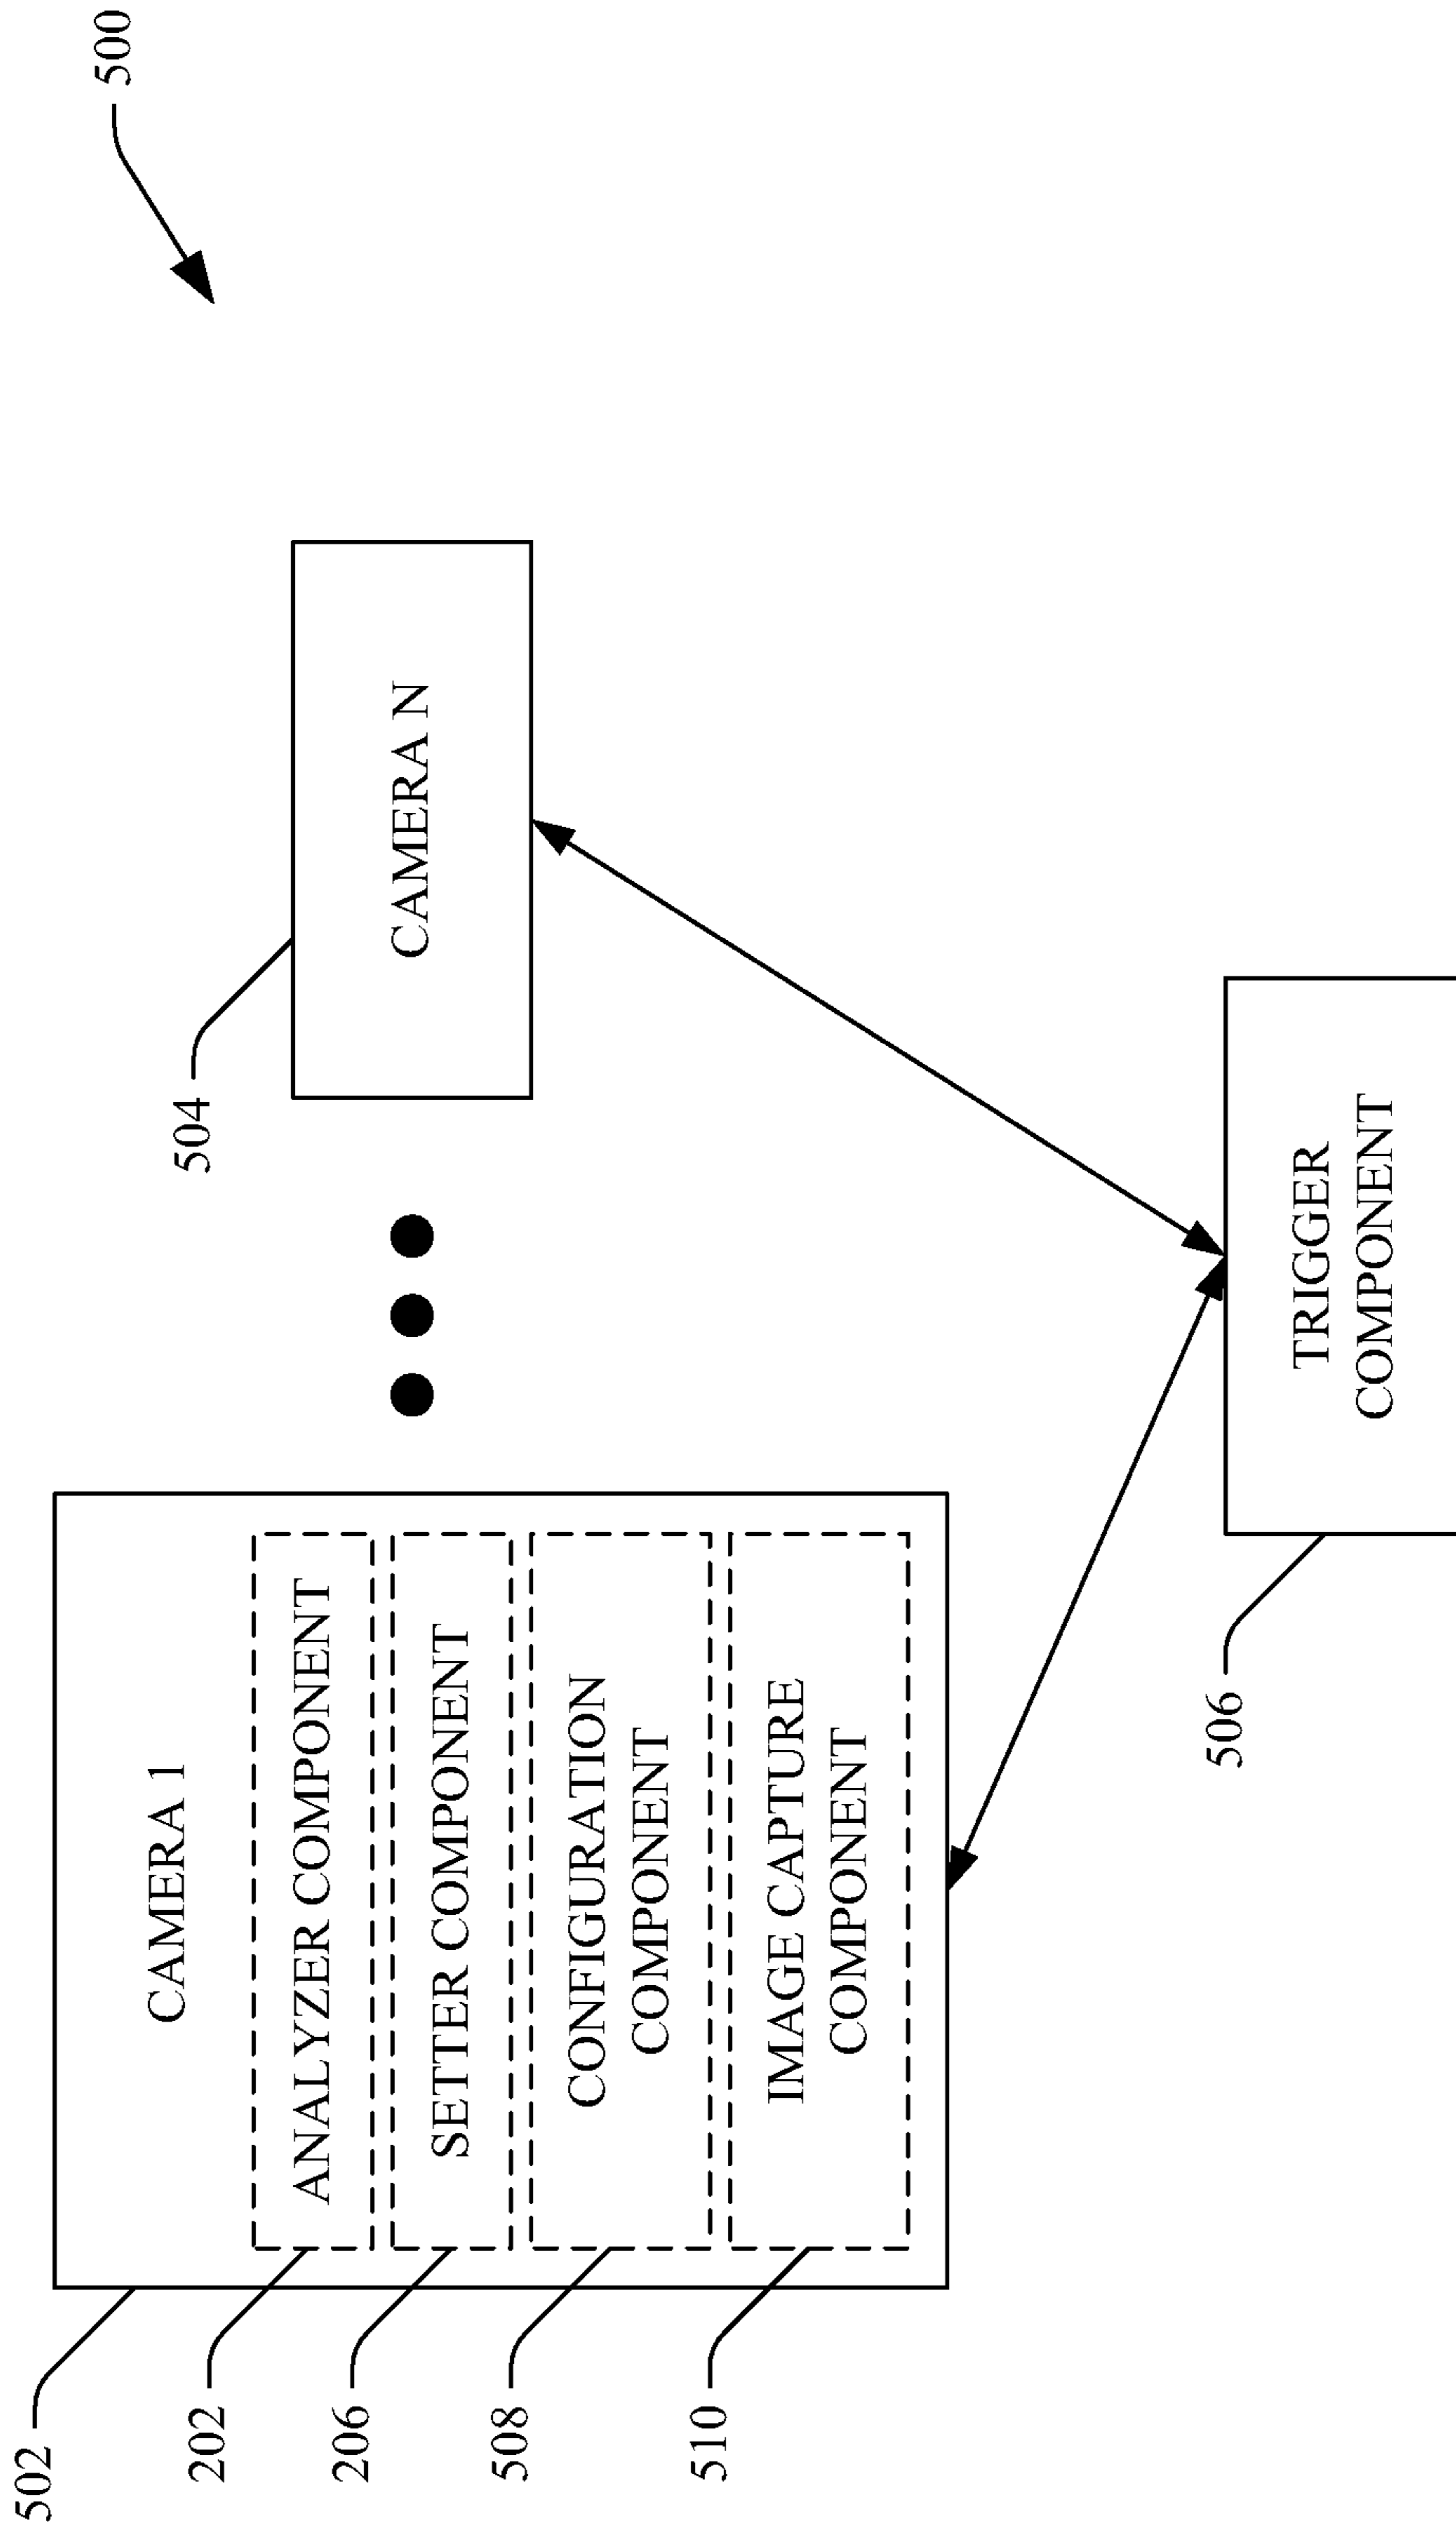 500
502
CAMERA 1
202
ANALYZER COMPONENT
206
SETTER COMPONENT
508
CONFIGURATION
COMPONENT
510
IMAGE CAPTURE
COMPONENT
504
CAMERA N
506
TRIGGER
COMPONENT